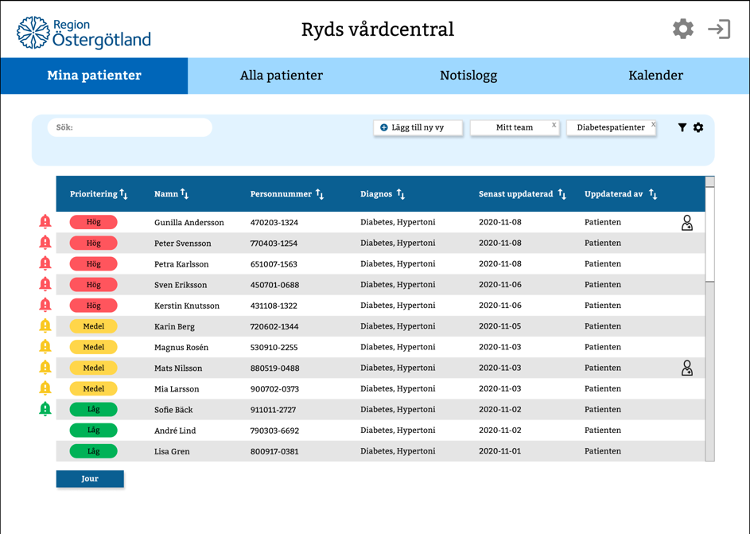 Region
Östergötland
Ryds vårdcentral
Mina patienter Alla patienter Notislogg Kalender
Sök: Lägg till ny vy Mitt team x Diabetespatienter x
Prioritering Namn Personnummer Diagnos Senast uppdaterad Uppdaterad av
Hög Gunilla Andersson 470203-1324 Diabetes, Hypertoni 2020-11-08 Patienten
Hög Peter Svensson 770403-1254 Diabetes, Hypertoni 2020-11-08 Patienten
Hög Petra Karlsson 651007-1563 Diabetes, Hypertoni 2020-11-08 Patienten
Hög Sven Eriksson 450701-0688 Diabetes, Hypertoni 2020-11-06 Patienten
Hög Kerstin Knutsson 431108-1322 Diabetes, Hypertoni 2020-11-06 Patienten
Medel Karin Berg 720602-1344 Diabetes, Hypertoni 2020-11-05 Patienten
Medel Magnus Rosén 530910-2255 Diabetes, Hypertoni 2020-11-03 Patienten
Medel Mats Nilsson 880519-0488 Diabetes, Hypertoni 2020-11-03 Patienten
Medel Mia Larsson 900702-0373 Diabetes, Hypertoni 2020-11-03 Patienten
Låg Sofie Bäck 911011-2727 Diabetes, Hypertoni 2020-11-02 Patienten
Låg André Lind 790303-6692 Diabetes, Hypertoni 2020-11-02 Patienten
Låg Lisa Gren 800917-0381 Diabetes, Hypertoni 2020-11-01 Patienten
Jour